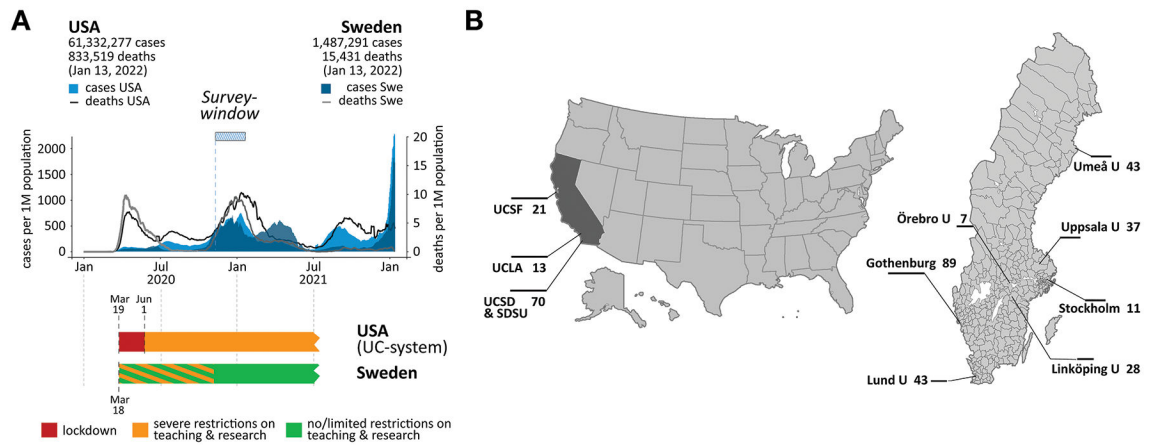 A
USA
61,332,277 cases
833,519 deaths
(Jan 13, 2022)
cases USA
deaths USA
Sweden
1,487,291 cases
15,431 deaths
(Jan 13, 2022)
cases Swe
deaths Swe
Survey-
window
cases per 1M population
2000
1500
1000
500
0
20
15
10
5
0
deaths per 1M population
Jan
Jul
Jan
Jul
Jan
2020
2021
Mar
19
Jun
1
USA
(UC-system)
Sweden
Mar
18
lockdown
severe restrictions on
teaching & research
no/limited restrictions on
teaching & research
B
UCSF 21
UCLA 13
UCSD 70
& SDSU
Umeå U 43
Örebro U 7
Uppsala U 37
Gothenburg 89
Stockholm 11
Linköping U 28
Lund U 43